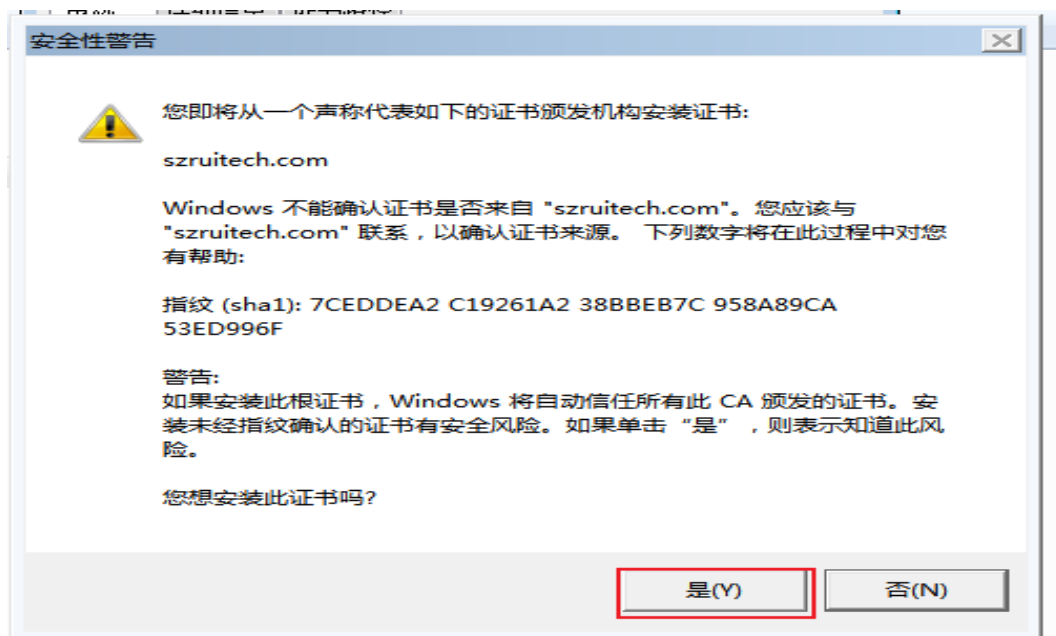 安全性警告
您即将从一个声称代表如下的证书颁发机构安装证书:
szruitech.com
Windows 不能确认证书是否来自 "szruitech.com"。您应该与
"szruitech.com" 联系，以确认证书来源。 下列数字将在此过程中对您
有帮助:
指纹 (sha1): 7CEDDEA2 C19261A2 38BBEB7C 958A89CA
53ED996F
警告:
如果安装此根证书，Windows 将自动信任所有此 CA 颁发的证书。安
装未经指纹确认的证书有安全风险。如果单击“是”，则表示知道此风
险。
您想安装此证书吗?
是(Y)
否(N)